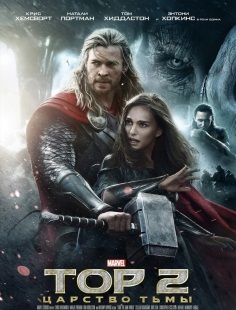 КРИС НАТАЛИ ТОМ ЭНТОНИ
ХЕМСВОРТ ПОРТМАН ХИДДЛСТОН ХОПКИНС
MARVEL
ТОР 2
ЦАРСТВО ТЬМЫ